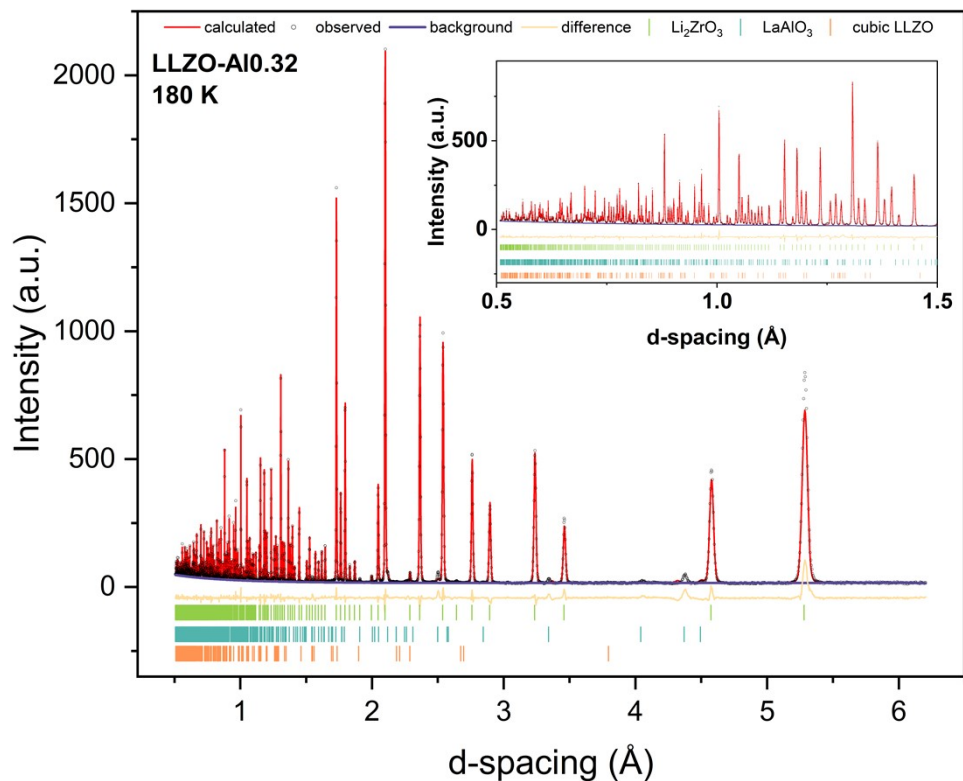 calculated observed background difference Li₂ZrO₃ LaAlO₃ cubic LLZO
LLZO-Al0.32
180 K
2000
1500
1000
500
0
Intensity (a.u.)
1 2 3 4 5 6
d-spacing (Å)
500
0
Intensity (a.u.)
0.5 1.0 1.5
d-spacing (Å)